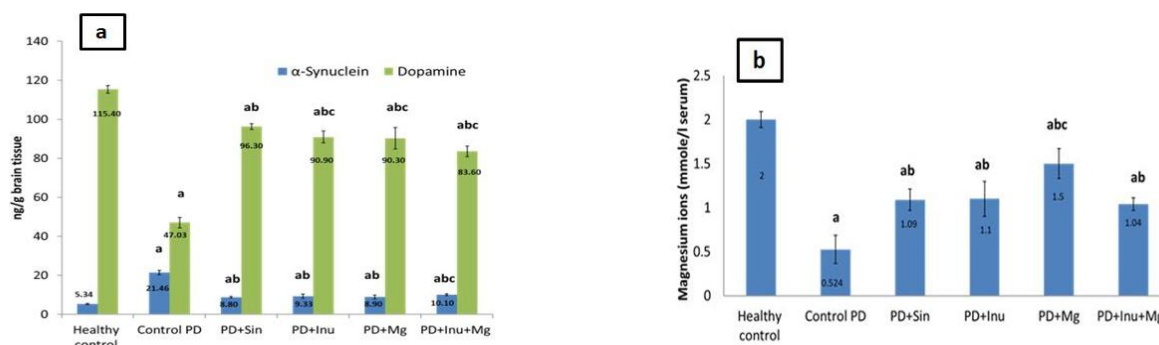 a
140
120
100
80
60
40
20
0
ng/g brain tissue
α-Synuclein Dopamine
115.40
5.34
a
47.03
a
21.46
ab
96.30
ab
8.80
abc
90.90
ab
9.33
abc
90.30
ab
8.90
abc
83.60
abc
10.10
Healthy
control
Control PD
PD+Sin
PD+Inu
PD+Mg
PD+Inu+Mg
b
2.5
2
1.5
1
0.5
0
Magnesium ions (mmole/l serum)
2
a
0.524
ab
1.09
ab
1.1
abc
1.5
ab
1.04
Healthy
control
Control PD
PD+Sin
PD+Inu
PD+Mg
PD+Inu+Mg